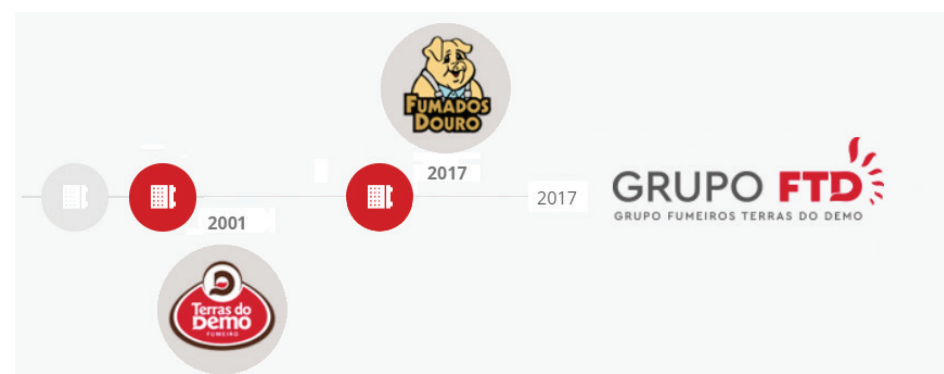 FUMADOS
DOURO
2017
2017
GRUPO FTD
GRUPO FUMEIROS TERRAS DO DEMO
2001
Terras do
Demo
FUMEIRO